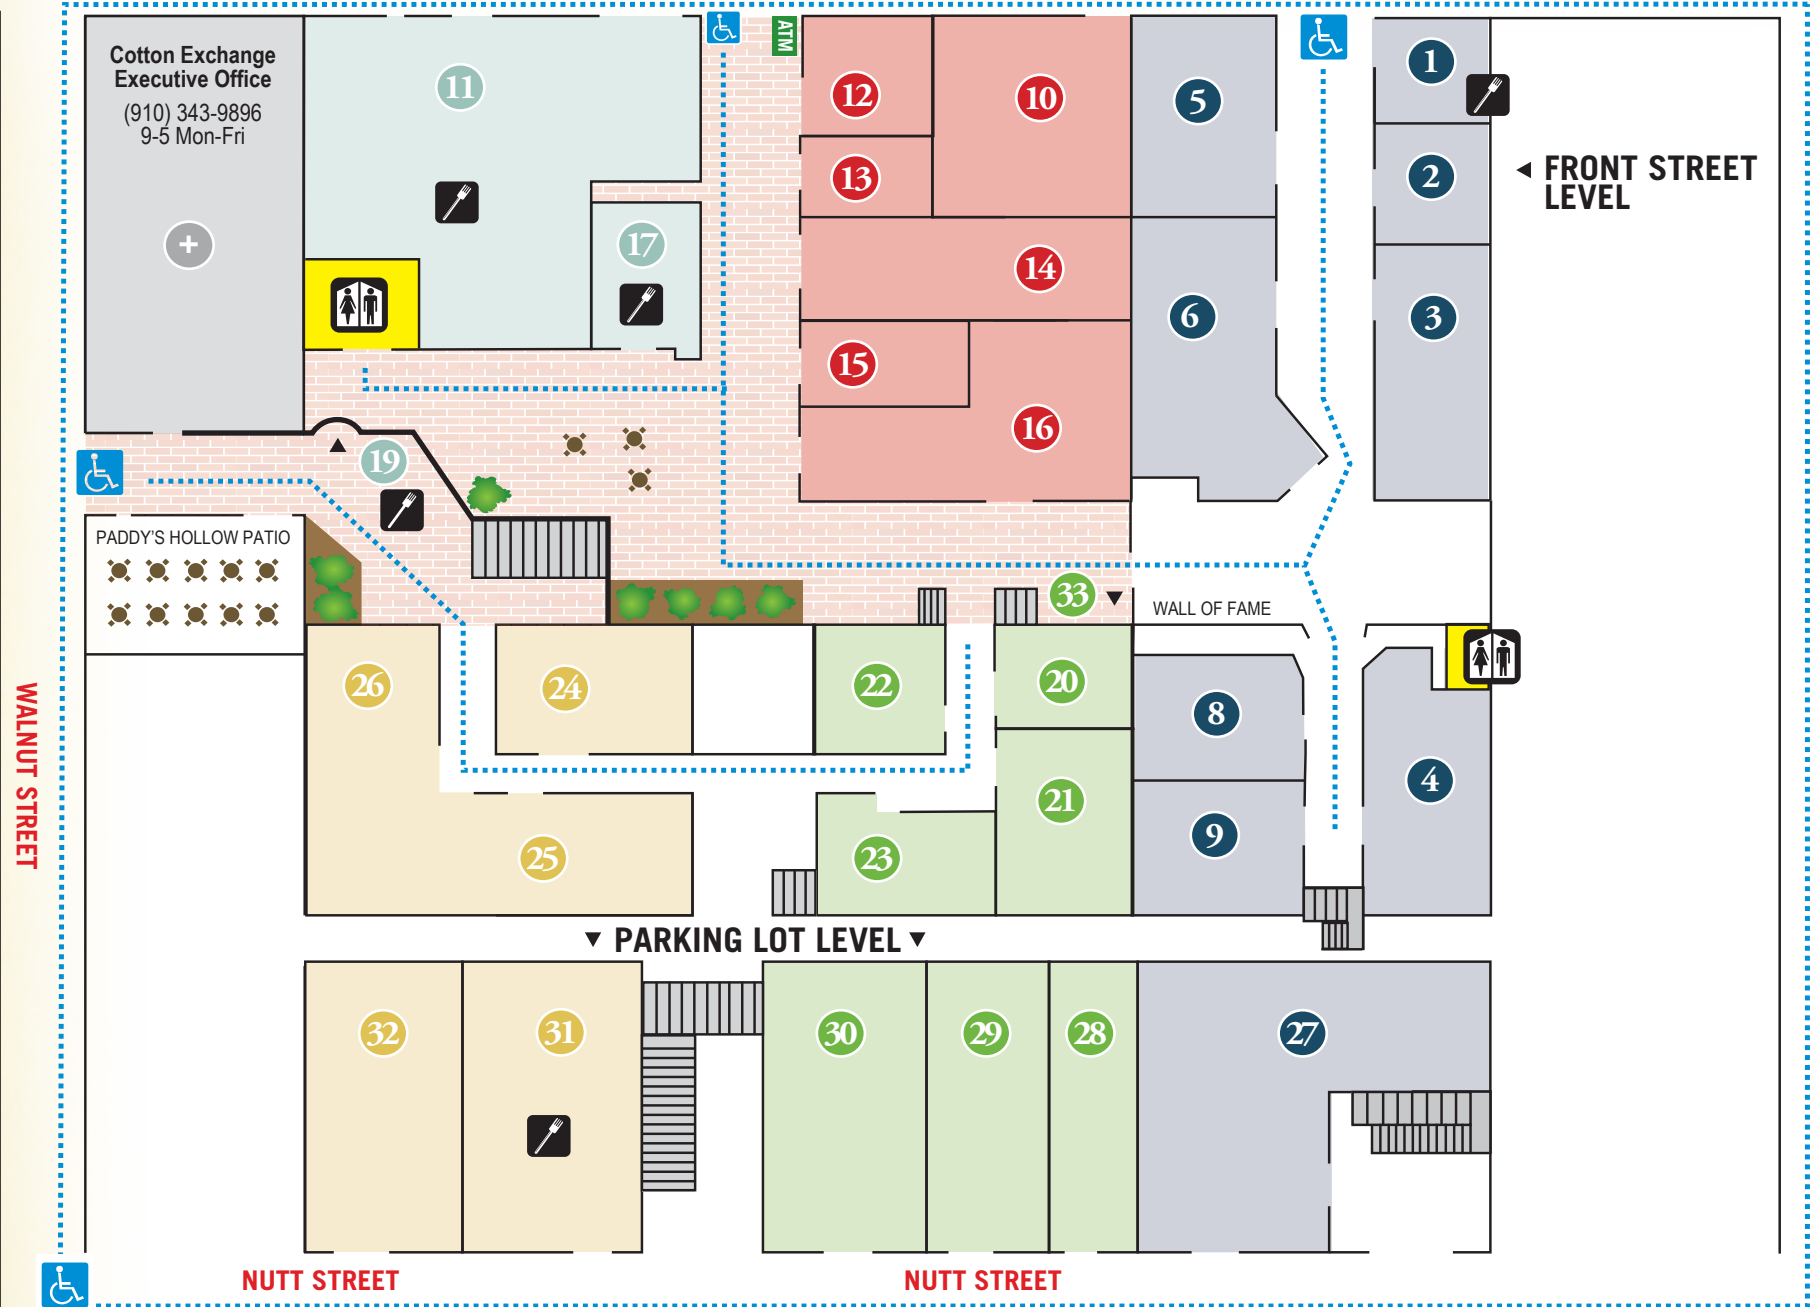 Cotton Exchange
Executive Office
(910) 343-9896
9-5 Mon-Fri
+
11
17
ATM
12
10
13
14
15
16
5
6
1
2
3
FRONT STREET
LEVEL
19
PADDY'S HOLLOW PATIO
33
WALL OF FAME
26
24
22
20
8
4
21
9
25
23
WALNUT STREET
PARKING LOT LEVEL
32
31
30
29
28
27
NUTT STREET
NUTT STREET